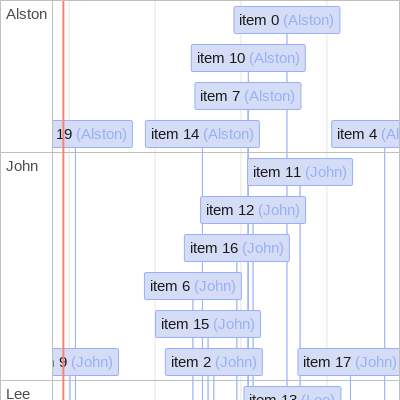 Alston
item 0 (Alston)
item 10 (Alston)
item 7 (Alston)
19 (Alston)
item 14 (Alston)
item 4 (Al
John
item 11 (John)
item 12 (John)
item 16 (John)
item 6 (John)
item 15 (John)
9 (John)
item 2 (John)
item 17 (John)
Lee
item 13 (Lee)